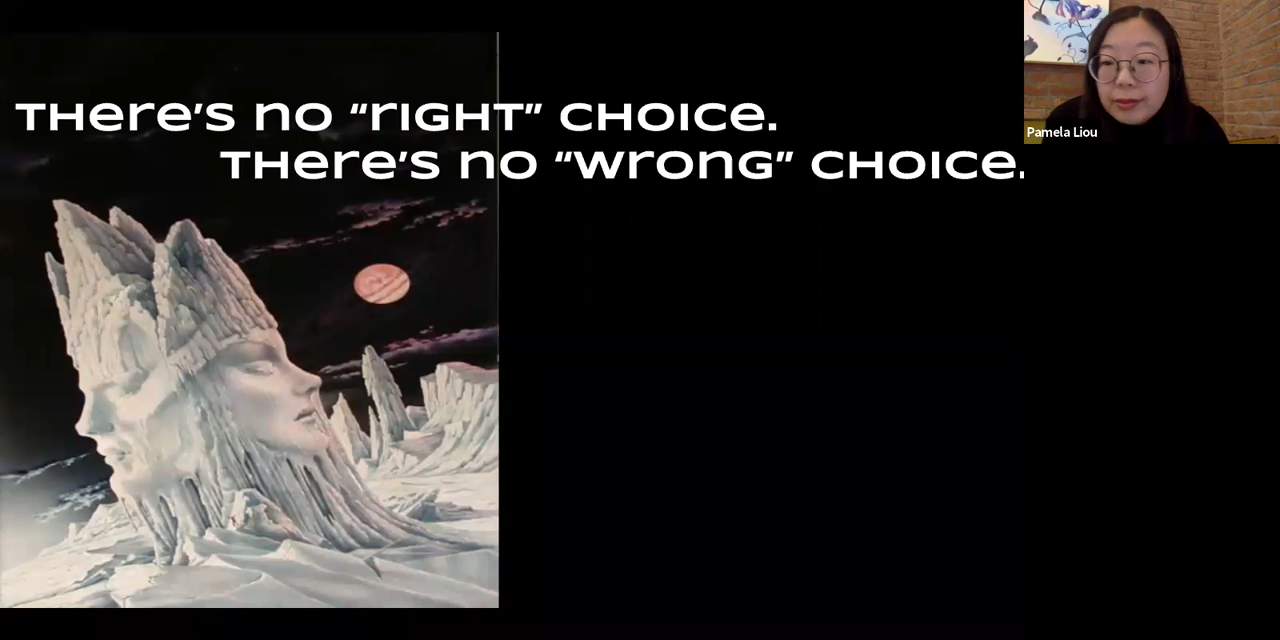 THere's no "rIGHT" CHOICe.
THere's no "wrong" CHOICe.
Pamela Liou